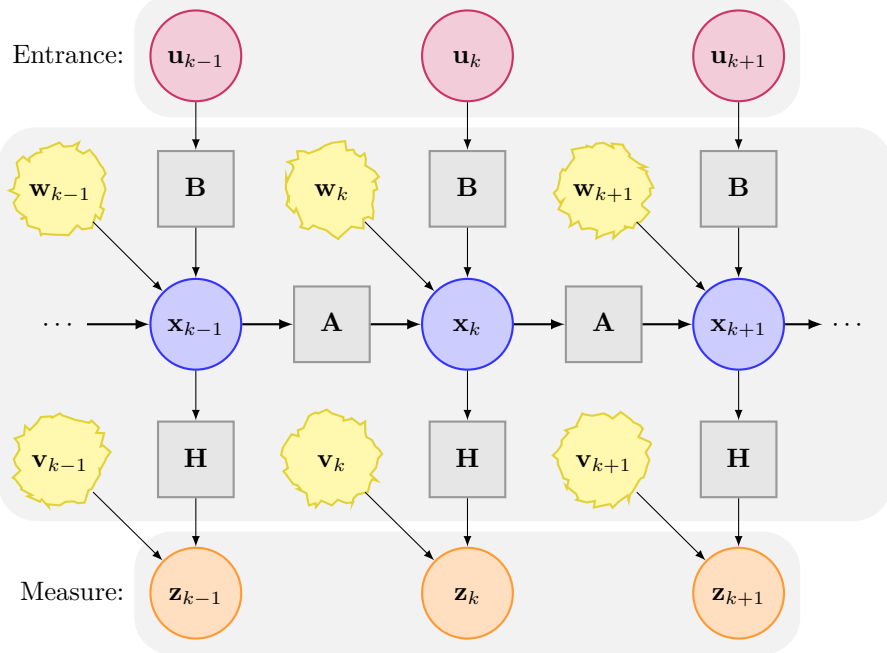 Entrance: u_{k−1} u_k u_{k+1}
w_{k−1} B w_k B w_{k+1} B
⋯ x_{k−1} A x_k A x_{k+1} ⋯
v_{k−1} H v_k H v_{k+1} H
Measure: z_{k−1} z_k z_{k+1}